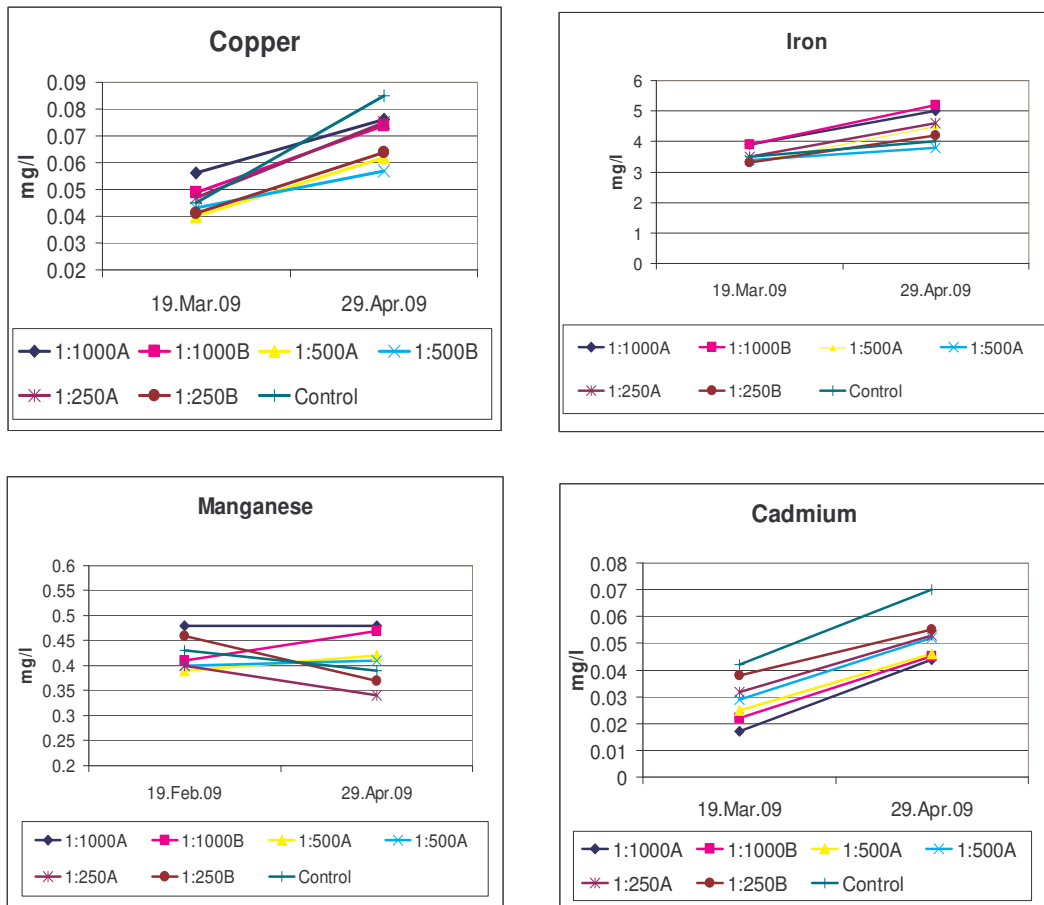 Copper
0.09
0.08
0.07
0.06
0.05
0.04
0.03
0.02
mg/l
19.Mar.09 29.Apr.09
1:1000A 1:1000B 1:500A 1:500B
1:250A 1:250B Control
Iron
6
5
4
3
2
1
0
mg/l
19.Mar.09 29.Apr.09
1:1000A 1:1000B 1:500A 1:500A
1:250A 1:250B Control
Manganese
0.6
0.55
0.5
0.45
0.4
0.35
0.3
0.25
0.2
mg/l
19.Feb.09 29.Apr.09
1:1000A 1:1000B 1:500A 1:500A
1:250A 1:250B Control
Cadmium
0.08
0.07
0.06
0.05
0.04
0.03
0.02
0.01
0
mg/l
19.Mar.09 29.Apr.09
1:1000A 1:1000B 1:500A 1:500A
1:250A 1:250B Control